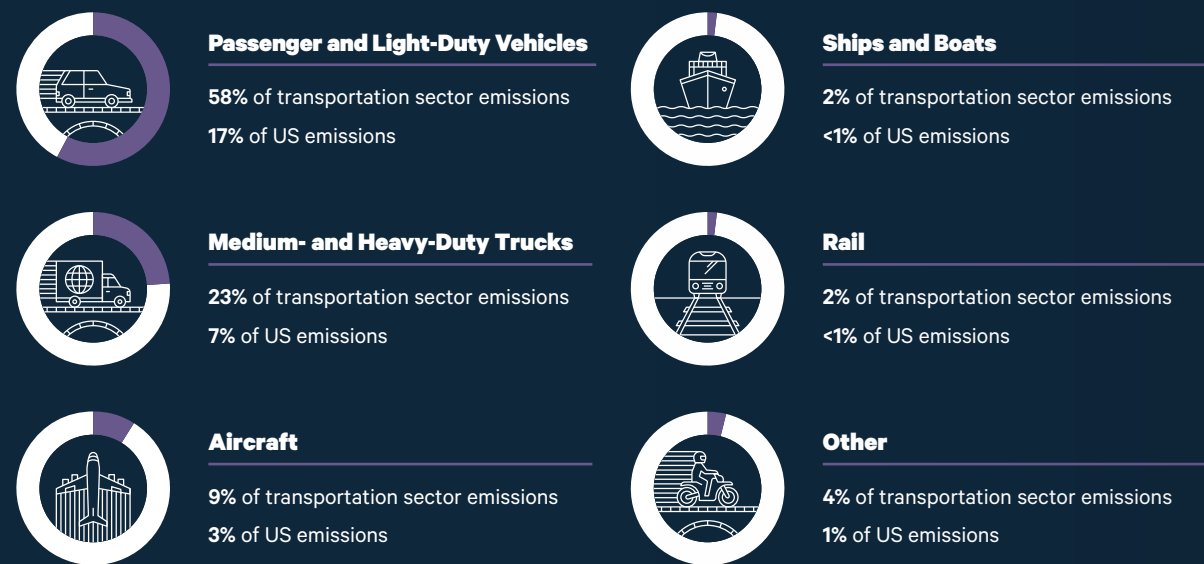 Passenger and Light-Duty Vehicles
58% of transportation sector emissions
17% of US emissions
Medium- and Heavy-Duty Trucks
23% of transportation sector emissions
7% of US emissions
Aircraft
9% of transportation sector emissions
3% of US emissions
Ships and Boats
2% of transportation sector emissions
<1% of US emissions
Rail
2% of transportation sector emissions
<1% of US emissions
Other
4% of transportation sector emissions
1% of US emissions